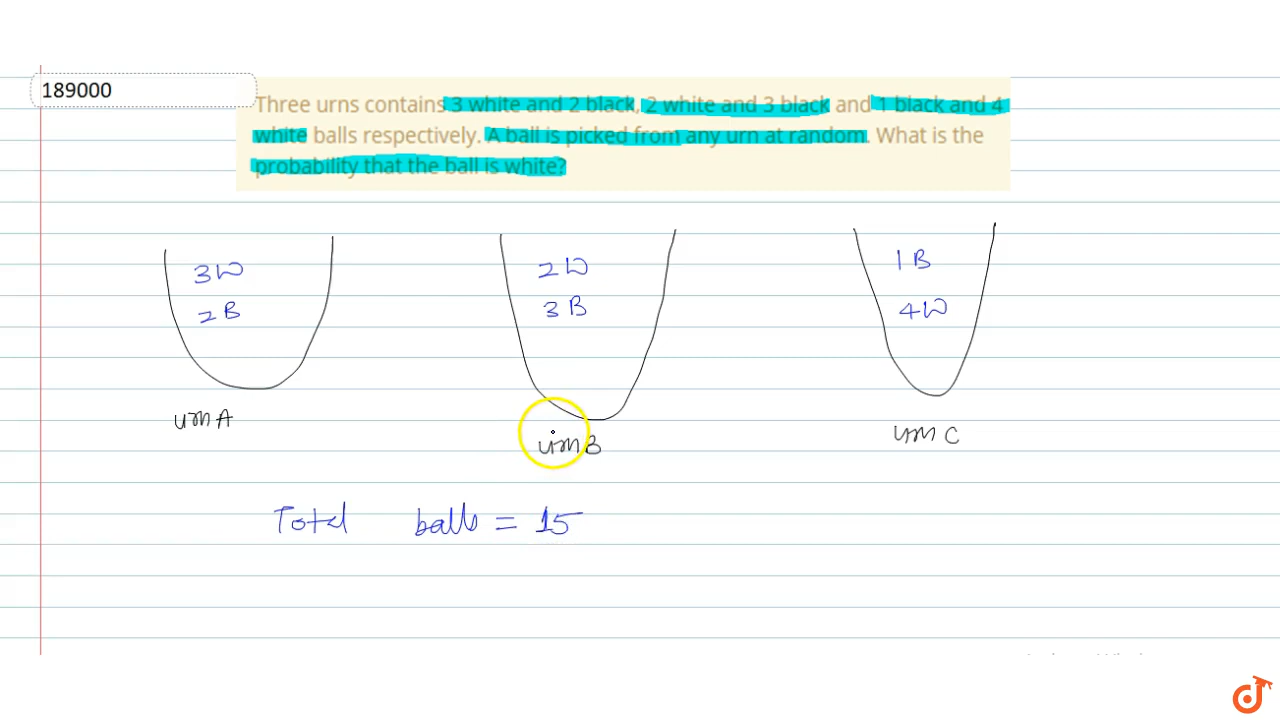 189000
Three urns contains 3 white and 2 black, 2 white and 3 black and 1 black and 4
white balls respectively. A ball is picked from any urn at random. What is the
probability that the ball is white?
3W 2W 1B
2B 3B 4W
urn A urn B urn C
Total balls = 15